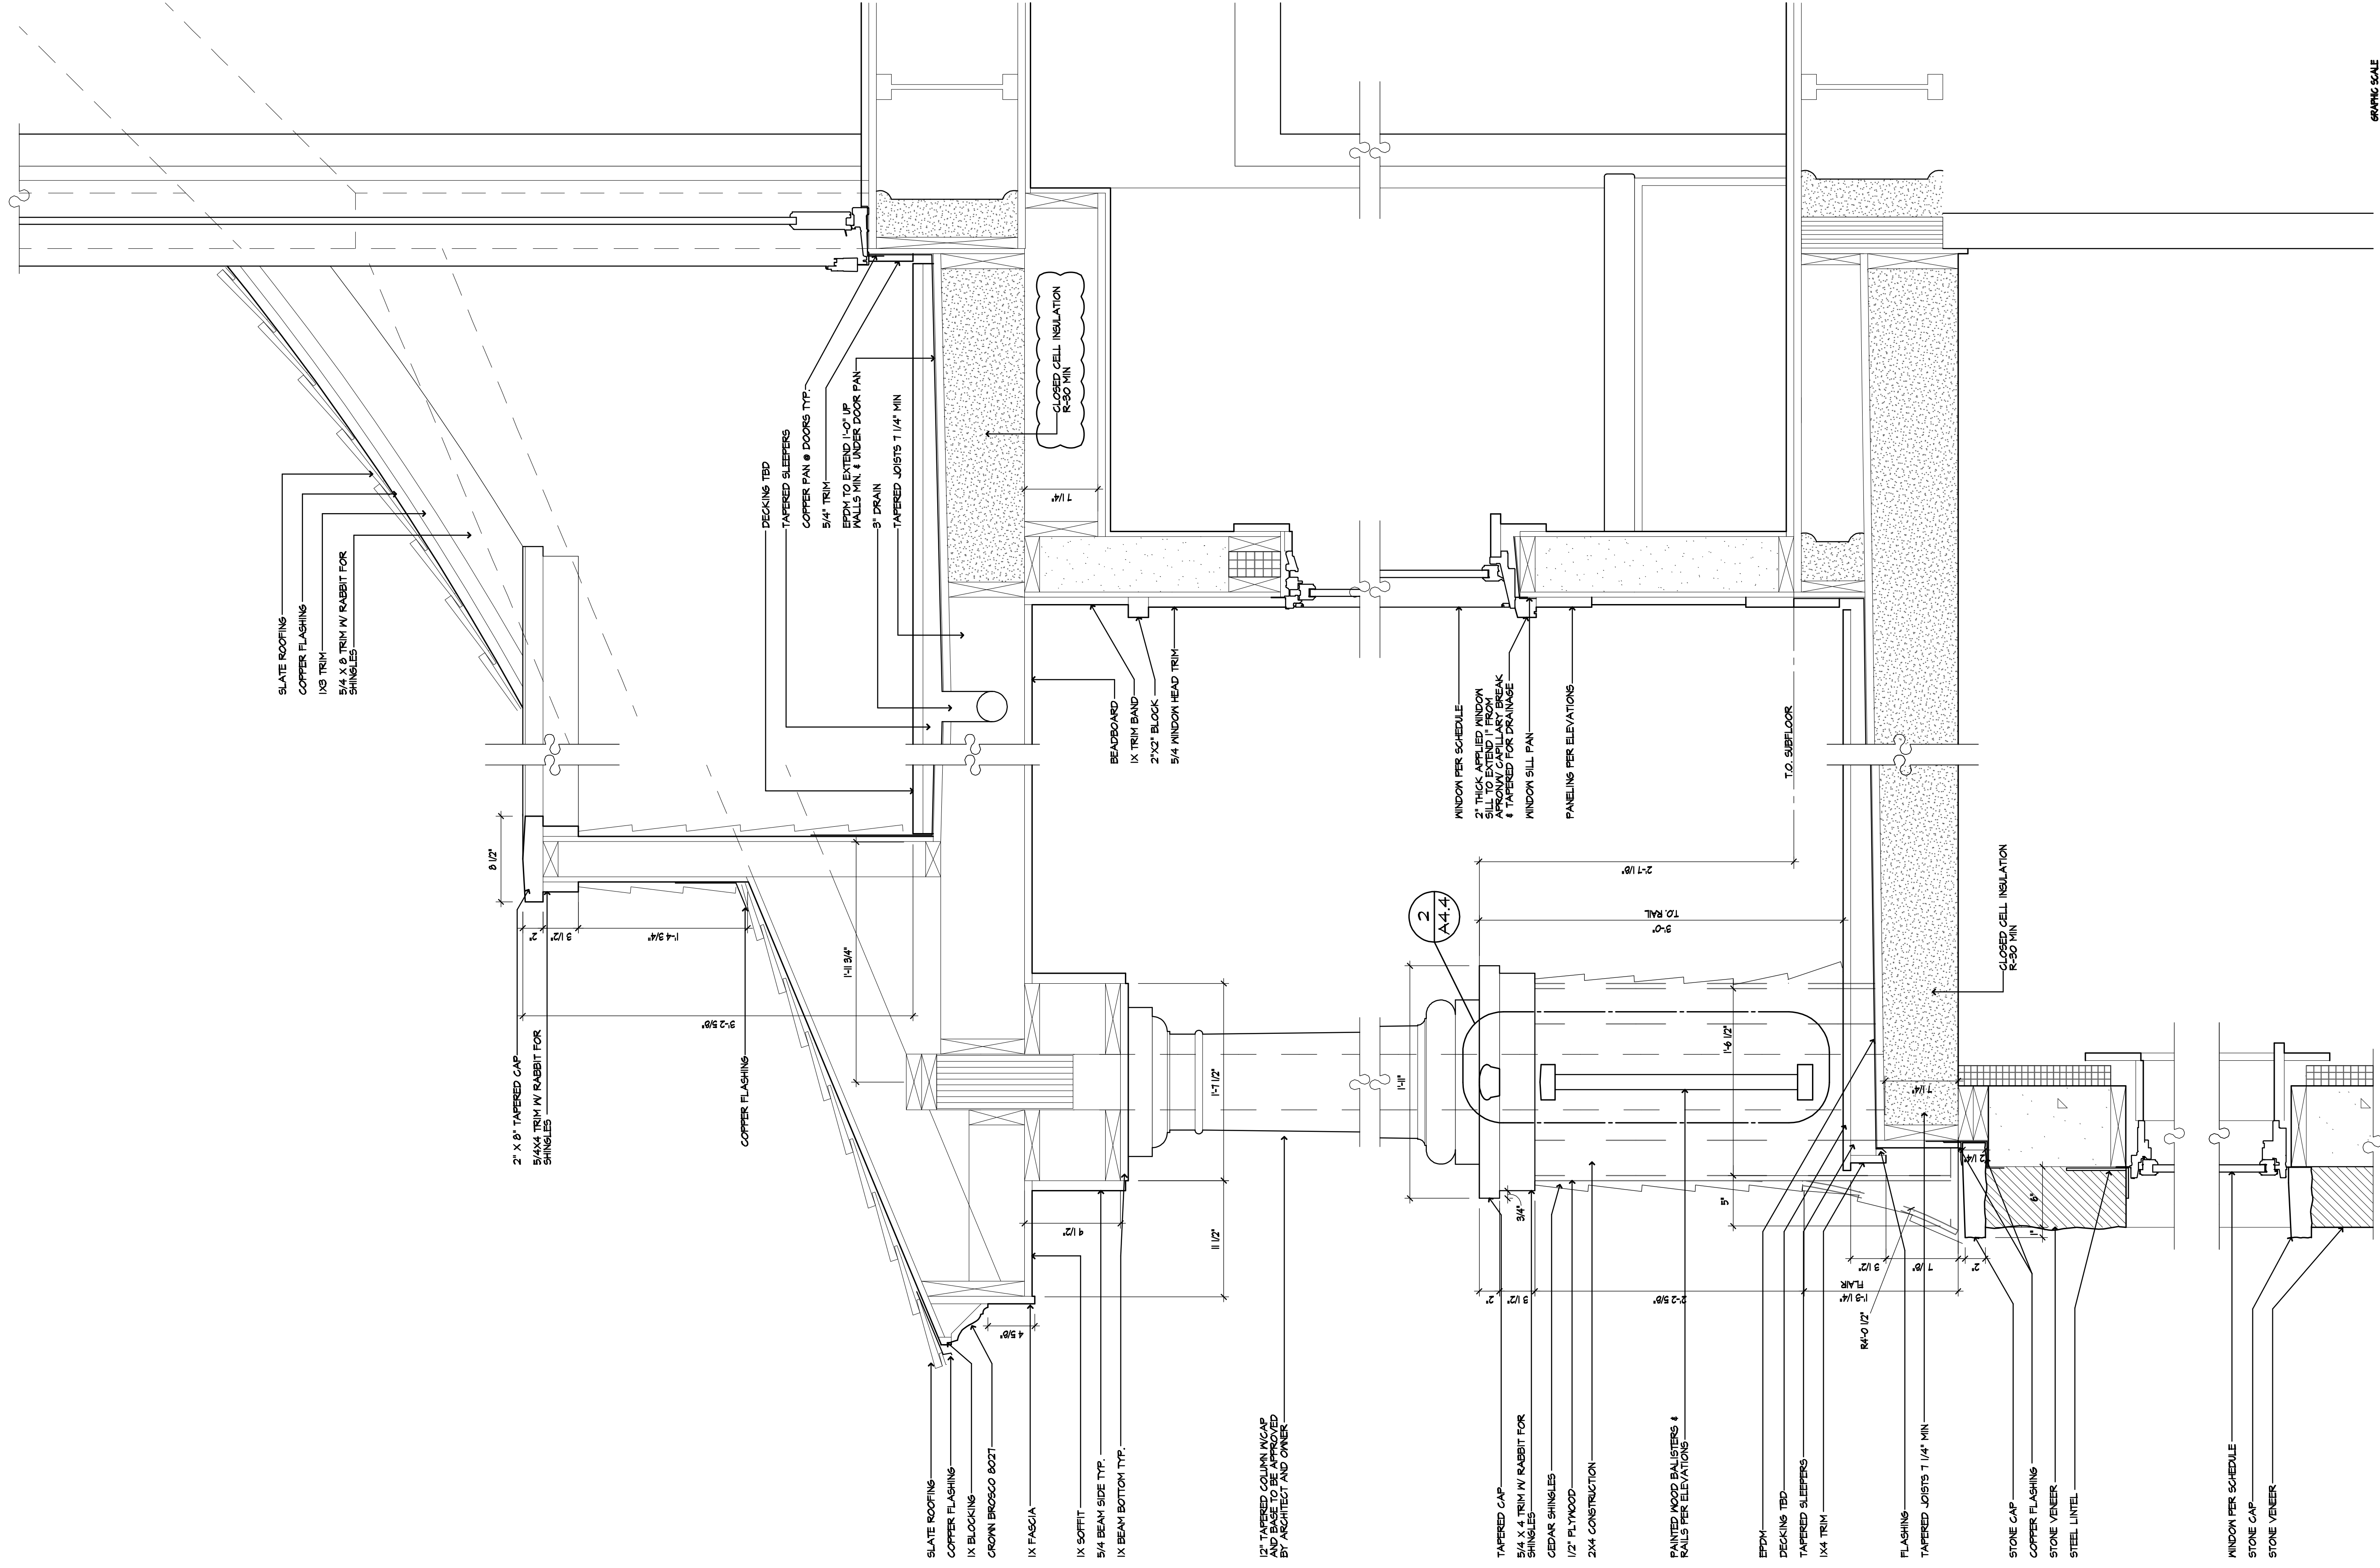 SLATE ROOFING
COPPER FLASHING
1X3 TRIM
5/4 X 8 TRIM W/ RABBIT FOR
SHINGLES
DECKING TBD
TAPERED SLEEPERS
COPPER PAN @ DOORS TYP.
5/4" TRIM
EPDM TO EXTEND 1'-0" UP
WALLS MIN. & UNDER DOOR PAN
3" DRAIN
TAPERED JOISTS 7 1/4" MIN
CLOSED CELL INSULATION
R-30 MIN
7 1/4"
BEADBOARD
1X TRIM BAND
2"X2" BLOCK
5/4 WINDOW HEAD TRIM
WINDOW PER SCHEDULE
2" THICK APPLIED WINDOW
SILL TO EXTEND 1" FROM
APRON W/ CAPILLARY BREAK
& TAPERED FOR DRAINAGE
WINDOW SILL PAN
PANELING PER ELEVATIONS
T.O. SUBFLOOR
8 1/2"
2"
3 1/2"
1'-4 3/4"
1'-11 3/4"
3'-2 5/8"
2" X 8" TAPERED CAP
5/4X4 TRIM W/ RABBIT FOR
SHINGLES
COPPER FLASHING
2'-7 1/8"
T.O. RAIL
3'-0"
2
A4.4
1'-11"
1'-7 1/2"
11 1/2"
9 1/2"
4 5/8"
1'-6 1/2"
5"
3/4"
2"
3 1/2"
2'-2 5/8"
FLAIR
1'-3 1/4"
3 1/2"
7 7/8"
2"
R4'-0 1/2"
7 1/4"
2 1/4"
6"
1"
CLOSED CELL INSULATION
R-30 MIN
SLATE ROOFING
COPPER FLASHING
1X BLOCKING
CROWN BROSCO 8027
1X FASCIA
1X SOFFIT
5/4 BEAM SIDE TYP.
1X BEAM BOTTOM TYP.
12" TAPERED COLUMN W/CAP
AND BASE TO BE APPROVED
BY ARCHITECT AND OWNER
TAPERED CAP
5/4 X 4 TRIM W/ RABBIT FOR
SHINGLES
CEDAR SHINGLES
1/2" PLYWOOD
2X4 CONSTRUCTION
PAINTED WOOD BALISTERS &
RAILS PER ELEVATIONS
EPDM
DECKING TBD
TAPERED SLEEPERS
1X4 TRIM
FLASHING
TAPERED JOISTS 7 1/4" MIN
STONE CAP
COPPER FLASHING
STONE VENEER
STEEL LINTEL
WINDOW PER SCHEDULE
STONE CAP
STONE VENEER
GRAPHIC SCALE